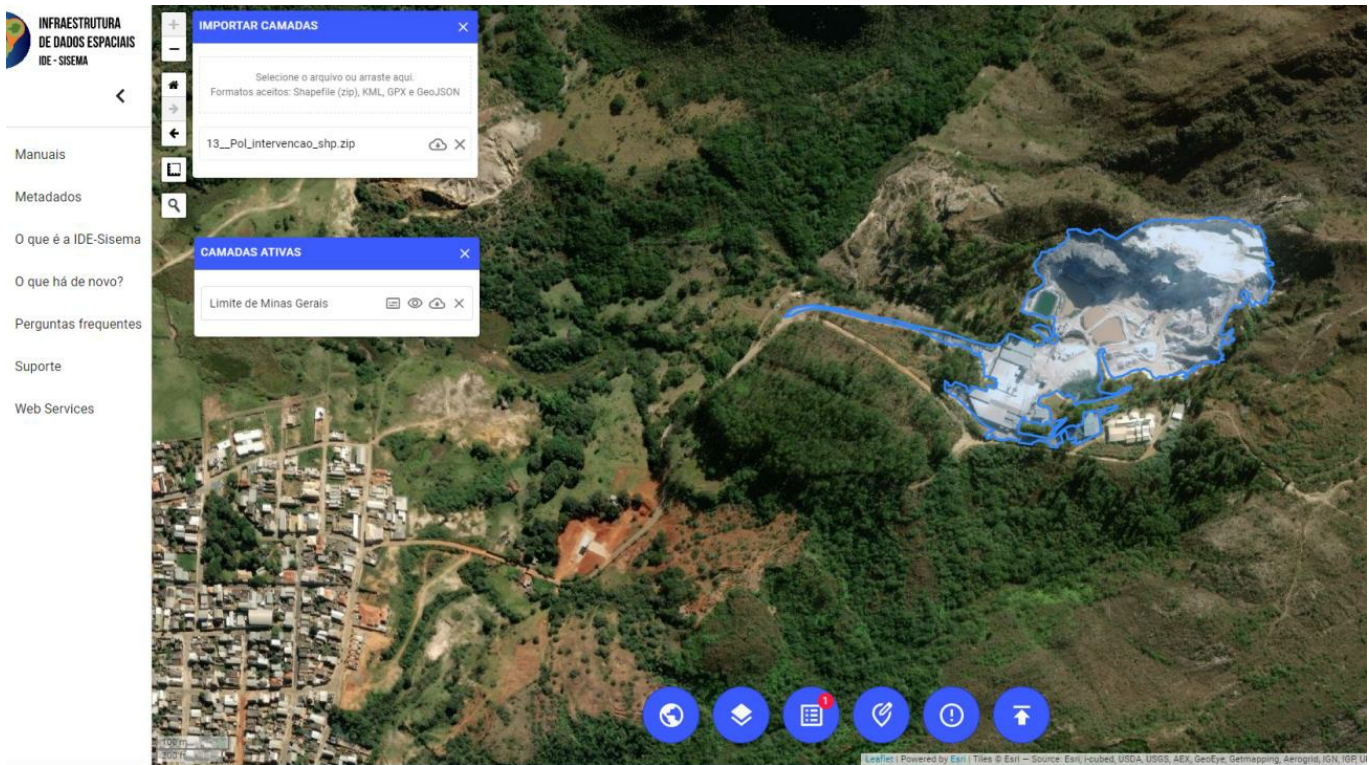 INFRAESTRUTURA
DE DADOS ESPACIAIS
IDE - SISEMA
Manuais
Metadados
O que é a IDE-Sisema
O que há de novo?
Perguntas frequentes
Suporte
Web Services
IMPORTAR CAMADAS
Selecione o arquivo ou arraste aqui.
Formatos aceitos: Shapefile (zip), KML, GPX e GeoJSON
13__Pol_intervencao_shp.zip
CAMADAS ATIVAS
Limite de Minas Gerais
1
100 m
300 ft
Leaflet | Powered by Esri | Tiles © Esri — Source: Esri, i-cubed, USDA, USGS, AEX, GeoEye, Getmapping, Aerogrid, IGN, IGP,